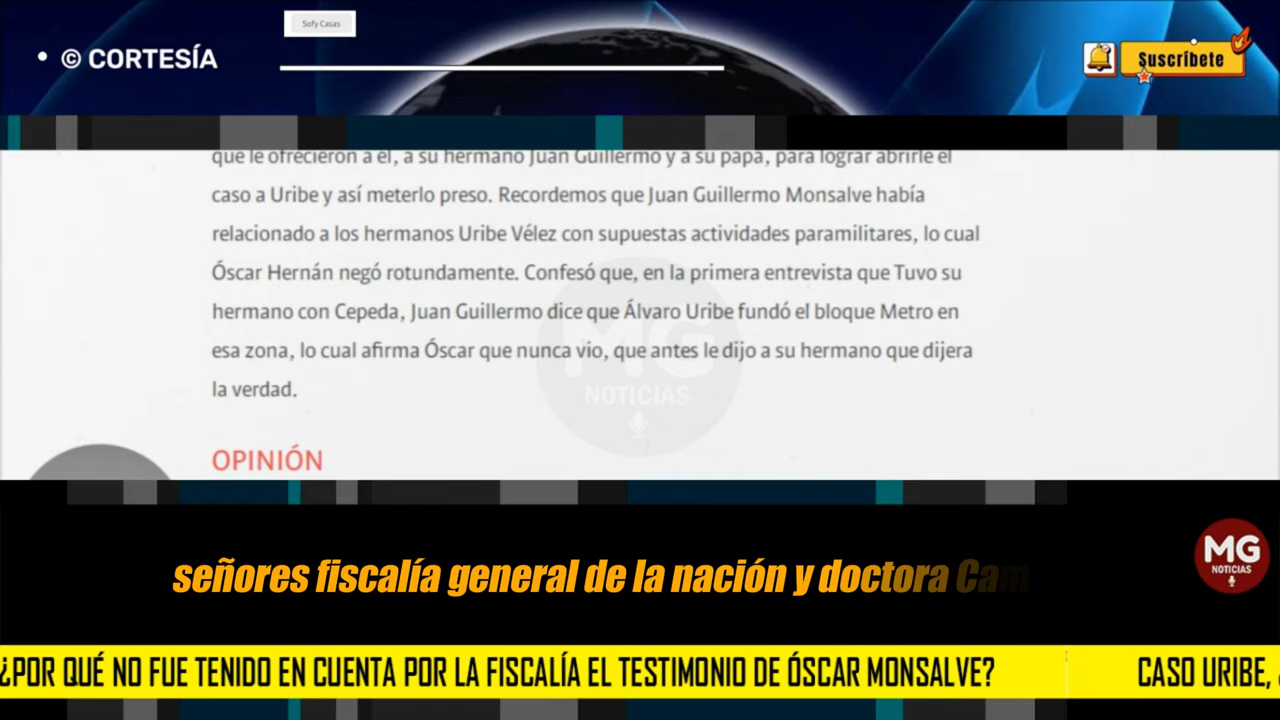 Sofy Casas
• © CORTESÍA
Suscríbete
que le ofrecieron a él, a su hermano Juan Guillermo y a su papá, para lograr abrirle el
caso a Uribe y así meterlo preso. Recordemos que Juan Guillermo Monsalve había
relacionado a los hermanos Uribe Vélez con supuestas actividades paramilitares, lo cual
Óscar Hernán negó rotundamente. Confesó que, en la primera entrevista que Tuvo su
hermano con Cepeda, Juan Guillermo dice que Álvaro Uribe fundó el bloque Metro en
esa zona, lo cual afirma Óscar que nunca vio, que antes le dijo a su hermano que dijera
la verdad.
MG
NOTICIAS
OPINIÓN
señores fiscalía general de la nación y doctora Cam
MG
NOTICIAS
¿POR QUÉ NO FUE TENIDO EN CUENTA POR LA FISCALÍA EL TESTIMONIO DE ÓSCAR MONSALVE? CASO URIBE, ¿